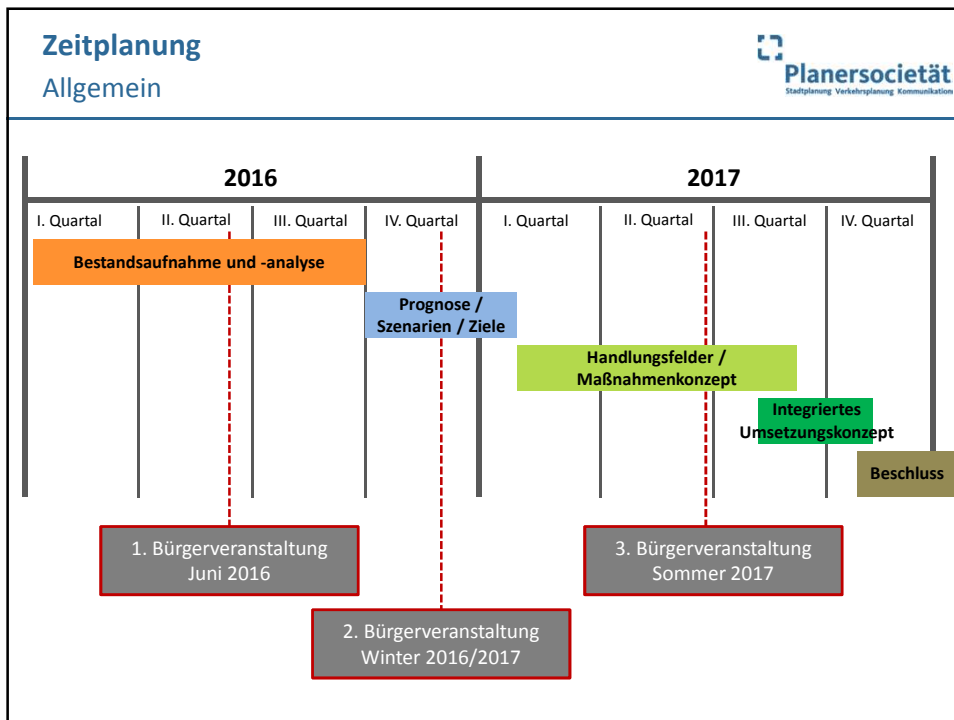 Zeitplanung
Allgemein
Planersocietät
Stadtplanung Verkehrsplanung Kommunikation
2016
2017
I. Quartal
II. Quartal
III. Quartal
IV. Quartal
I. Quartal
II. Quartal
III. Quartal
IV. Quartal
Bestandsaufnahme und -analyse
Prognose /
Szenarien / Ziele
Handlungsfelder /
Maßnahmenkonzept
Integriertes
Umsetzungskonzept
Beschluss
1. Bürgerveranstaltung
Juni 2016
3. Bürgerveranstaltung
Sommer 2017
2. Bürgerveranstaltung
Winter 2016/2017